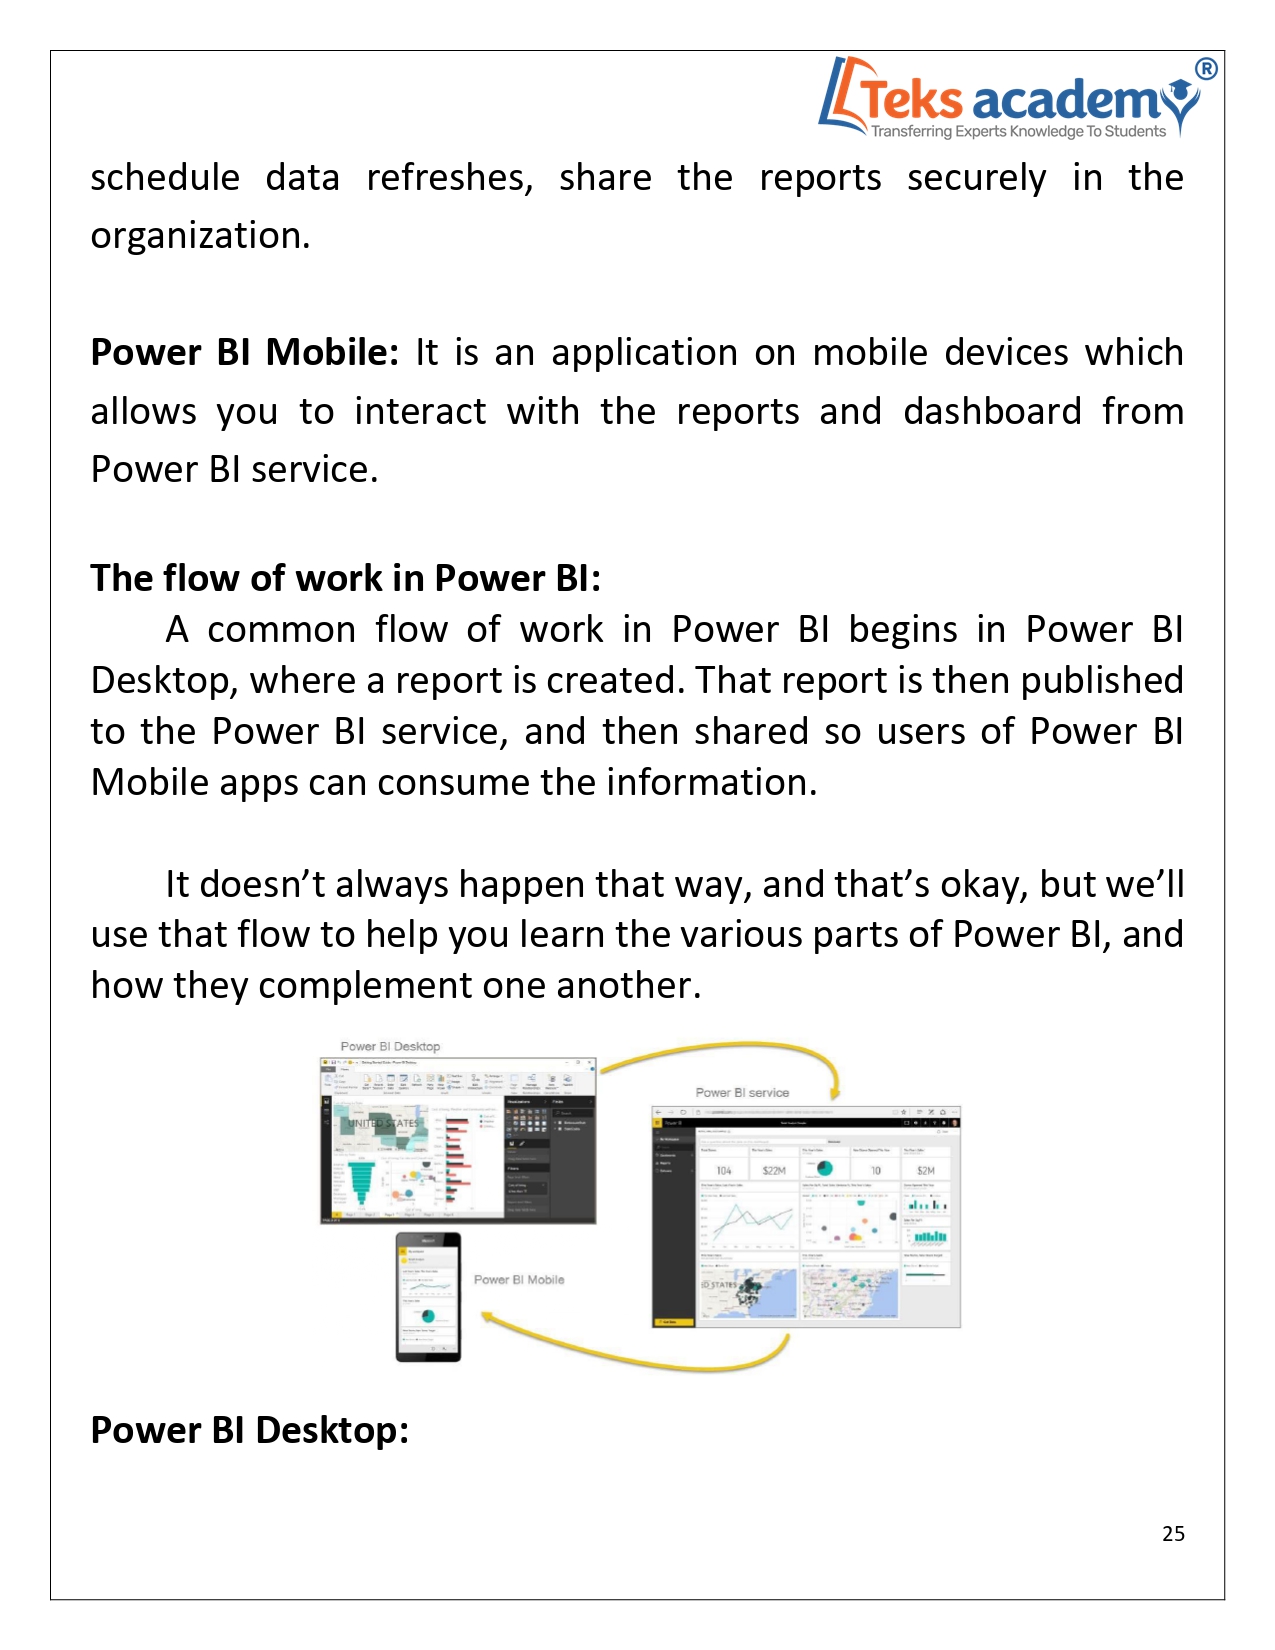 Teks academy ®
Transferring Experts Knowledge To Students
schedule data refreshes, share the reports securely in the
organization.
Power BI Mobile: It is an application on mobile devices which
allows you to interact with the reports and dashboard from
Power BI service.
The flow of work in Power BI:
A common flow of work in Power BI begins in Power BI
Desktop, where a report is created. That report is then published
to the Power BI service, and then shared so users of Power BI
Mobile apps can consume the information.
It doesn’t always happen that way, and that’s okay, but we’ll
use that flow to help you learn the various parts of Power BI, and
how they complement one another.
Power BI Desktop
Power BI service
UNITED STATES
104
$22M
10
$2M
D STATES
Power BI Mobile
Power BI Desktop:
25